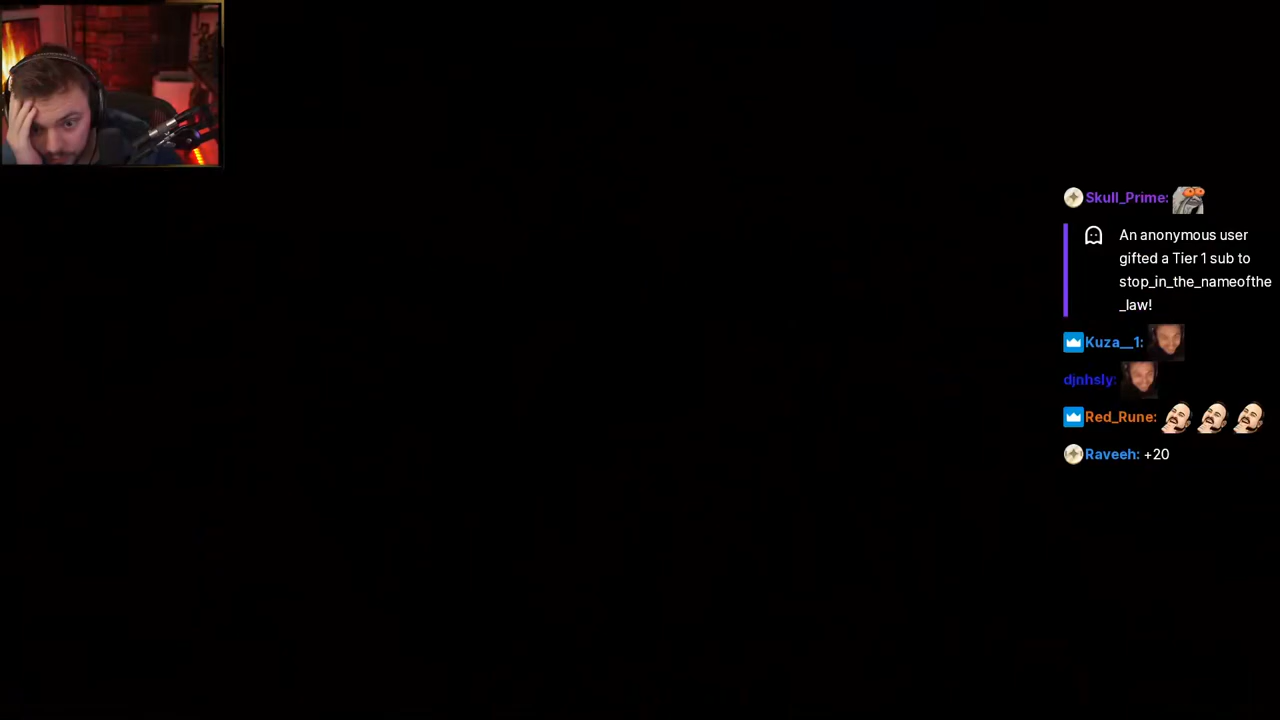 Skull_Prime:
An anonymous user
gifted a Tier 1 sub to
stop_in_the_nameofthe
_law!
Kuza__1:
djnhsly:
Red_Rune:
Raveeh: +20